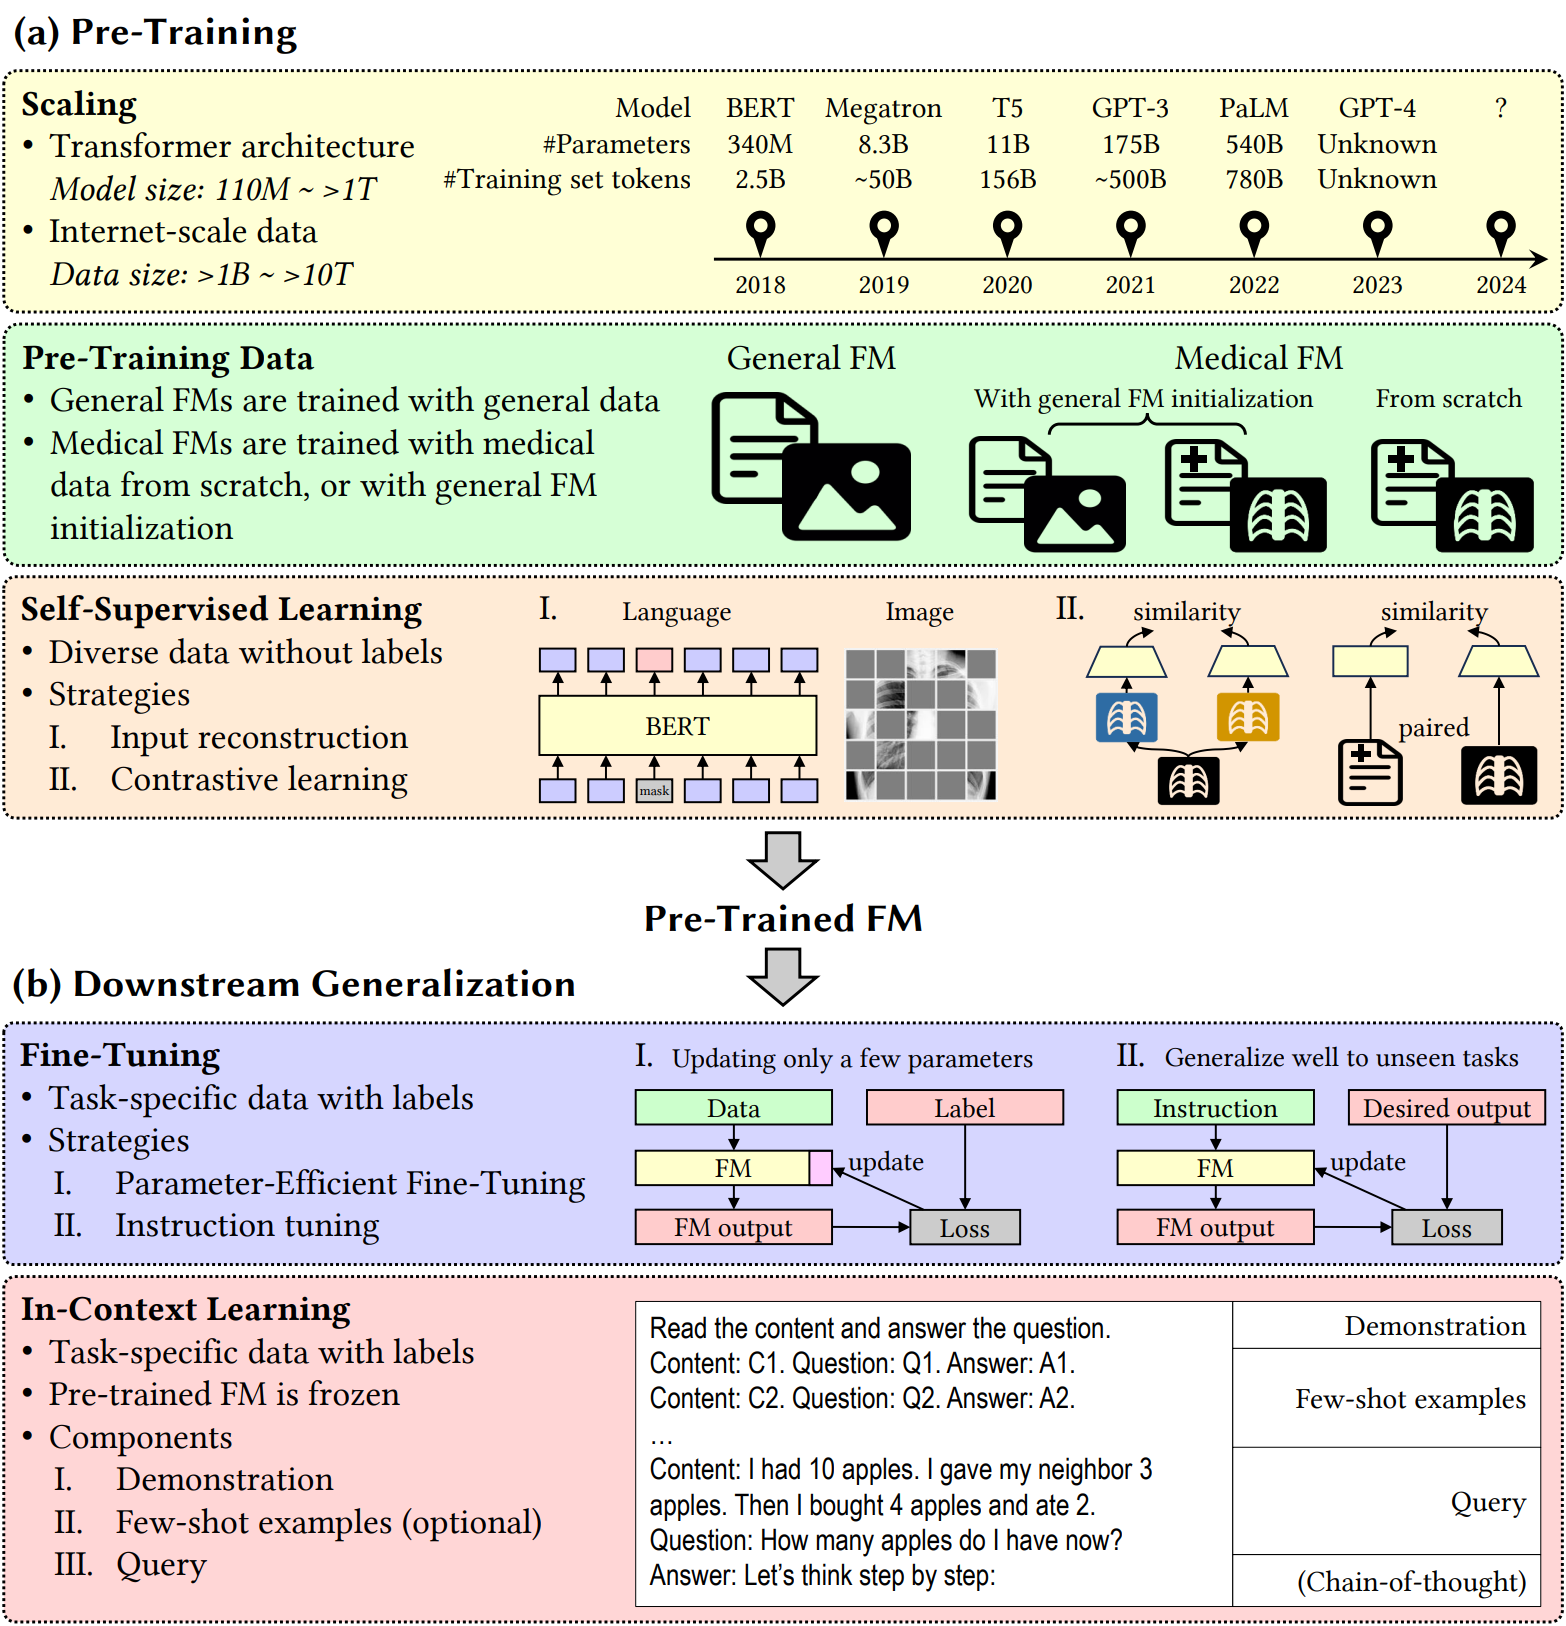 (a) Pre-Training
Scaling
• Transformer architecture
Model size: 110M ~ >1T
• Internet-scale data
Data size: >1B ~ >10T
Model BERT Megatron T5 GPT-3 PaLM GPT-4 ?
#Parameters 340M 8.3B 11B 175B 540B Unknown
#Training set tokens 2.5B ~50B 156B ~500B 780B Unknown
2018 2019 2020 2021 2022 2023 2024
Pre-Training Data
• General FMs are trained with general data
• Medical FMs are trained with medical
data from scratch, or with general FM
initialization
General FM
Medical FM
With general FM initialization
From scratch
Self-Supervised Learning
• Diverse data without labels
• Strategies
I. Input reconstruction
II. Contrastive learning
I. Language Image
BERT
mask
II. similarity similarity
paired
Pre-Trained FM
(b) Downstream Generalization
Fine-Tuning
• Task-specific data with labels
• Strategies
I. Parameter-Efficient Fine-Tuning
II. Instruction tuning
I. Updating only a few parameters
Data Label
FM update
FM output Loss
II. Generalize well to unseen tasks
Instruction Desired output
FM update
FM output Loss
In-Context Learning
• Task-specific data with labels
• Pre-trained FM is frozen
• Components
I. Demonstration
II. Few-shot examples (optional)
III. Query
Read the content and answer the question.
Content: C1. Question: Q1. Answer: A1.
Content: C2. Question: Q2. Answer: A2.
...
Content: I had 10 apples. I gave my neighbor 3
apples. Then I bought 4 apples and ate 2.
Question: How many apples do I have now?
Answer: Let's think step by step:
Demonstration
Few-shot examples
Query
(Chain-of-thought)